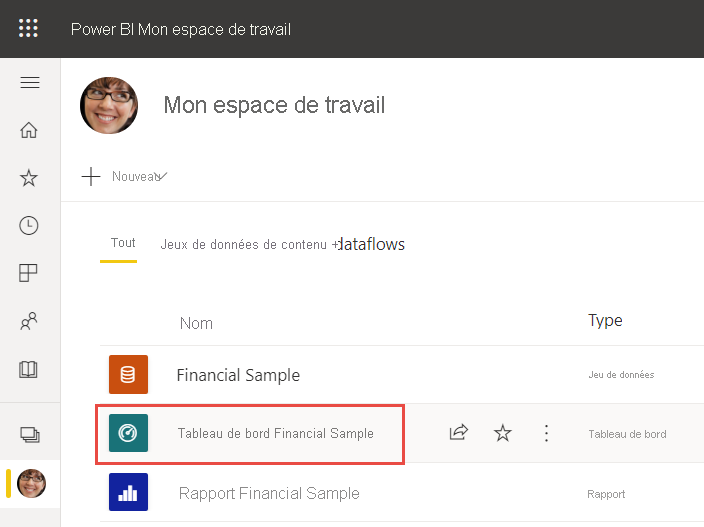 Power BI Mon espace de travail
Mon espace de travail
Nouveau
Tout Jeux de données de contenu + dataflows
Nom Type
Financial Sample Jeu de données
Tableau de bord Financial Sample Tableau de bord
Rapport Financial Sample Rapport